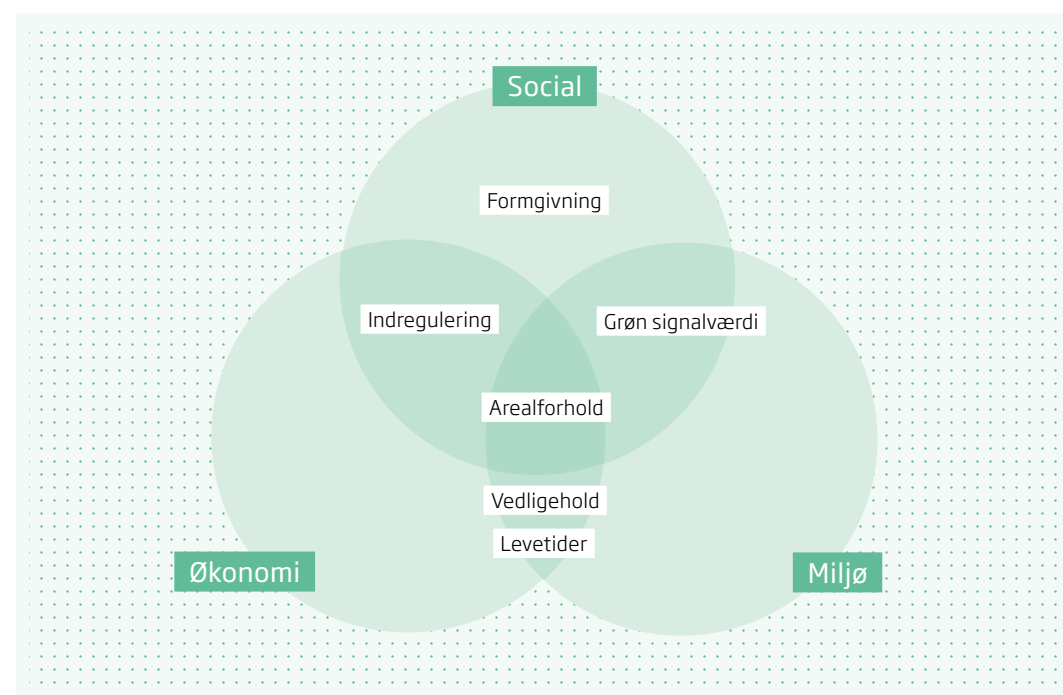 Social
Formgivning
Indregulering
Grøn signalværdi
Arealforhold
Vedligehold
Levetider
Økonomi
Miljø